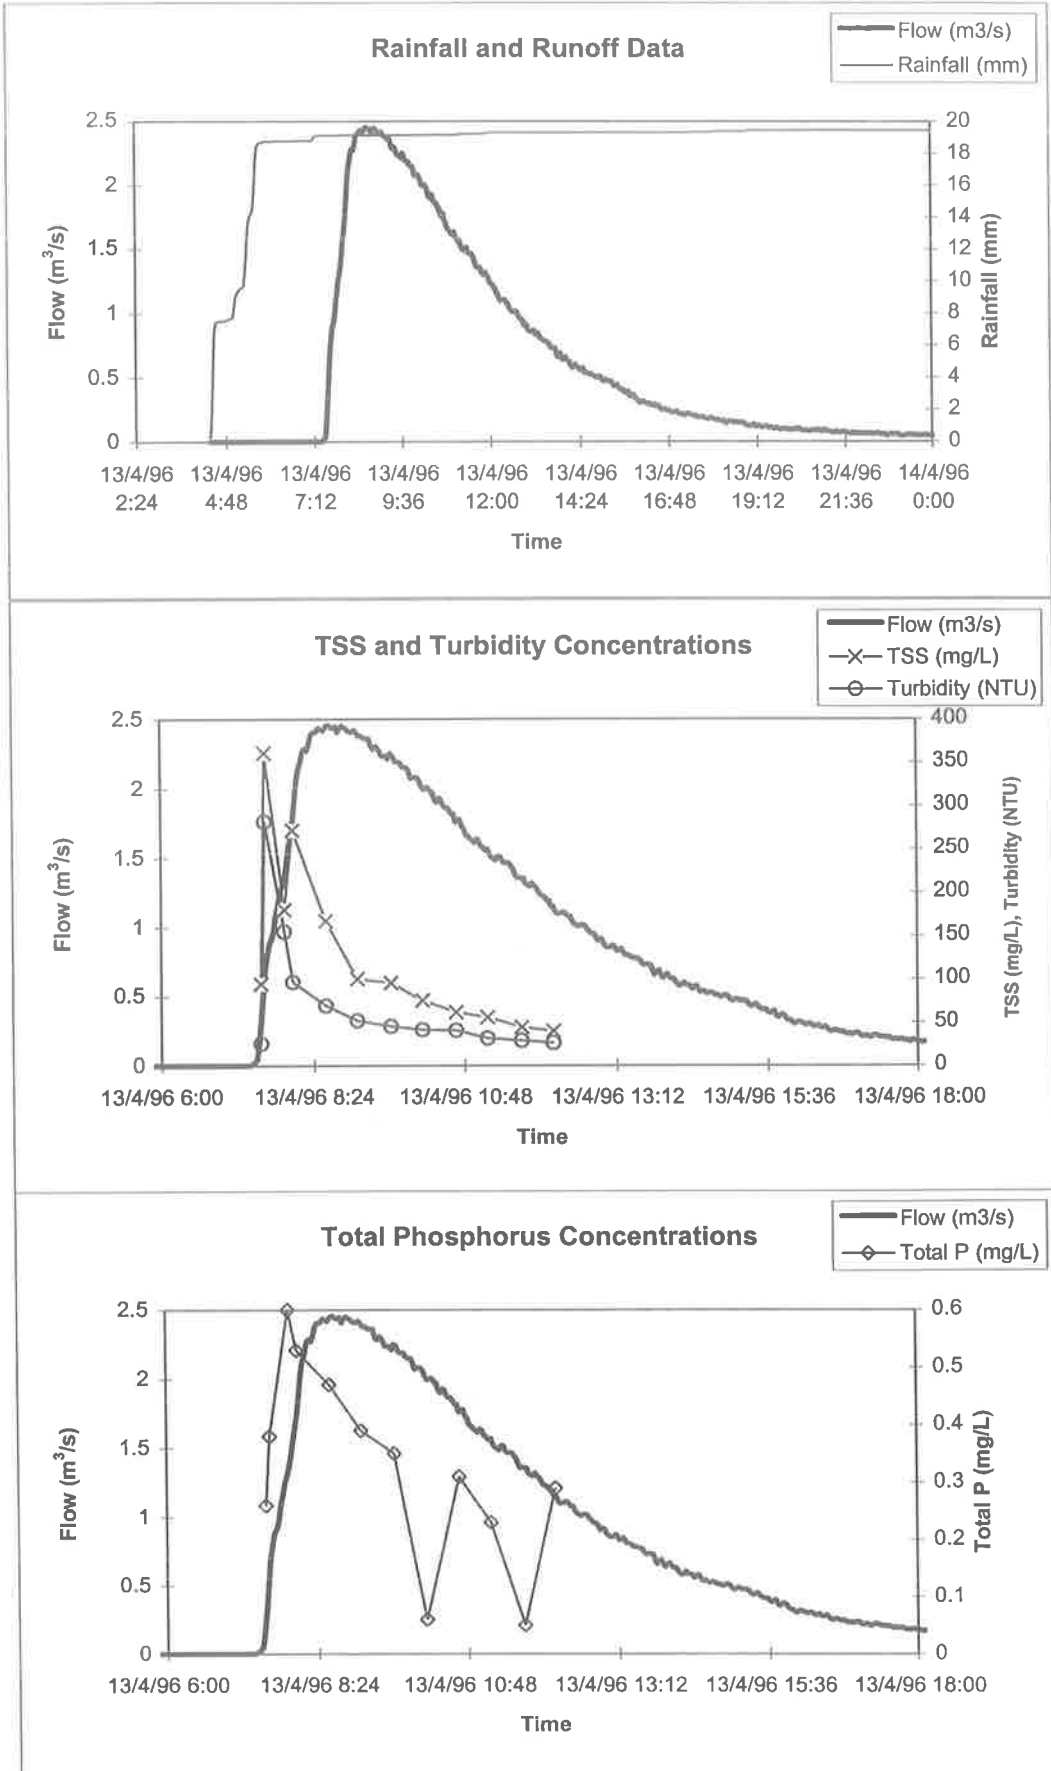 Rainfall and Runoff Data
Flow (m3/s)
Rainfall (mm)
2.5
2
1.5
1
0.5
0
Flow (m³/s)
20
18
16
14
12
10
8
6
4
2
0
Rainfall (mm)
13/4/96 13/4/96 13/4/96 13/4/96 13/4/96 13/4/96 13/4/96 13/4/96 13/4/96 14/4/96
2:24 4:48 7:12 9:36 12:00 14:24 16:48 19:12 21:36 0:00
Time
TSS and Turbidity Concentrations
Flow (m3/s)
TSS (mg/L)
Turbidity (NTU)
2.5
2
1.5
1
0.5
0
Flow (m³/s)
400
350
300
250
200
150
100
50
0
TSS (mg/L), Turbidity (NTU)
13/4/96 6:00 13/4/96 8:24 13/4/96 10:48 13/4/96 13:12 13/4/96 15:36 13/4/96 18:00
Time
Total Phosphorus Concentrations
Flow (m3/s)
Total P (mg/L)
2.5
2
1.5
1
0.5
0
Flow (m³/s)
0.6
0.5
0.4
0.3
0.2
0.1
0
Total P (mg/L)
13/4/96 6:00 13/4/96 8:24 13/4/96 10:48 13/4/96 13:12 13/4/96 15:36 13/4/96 18:00
Time